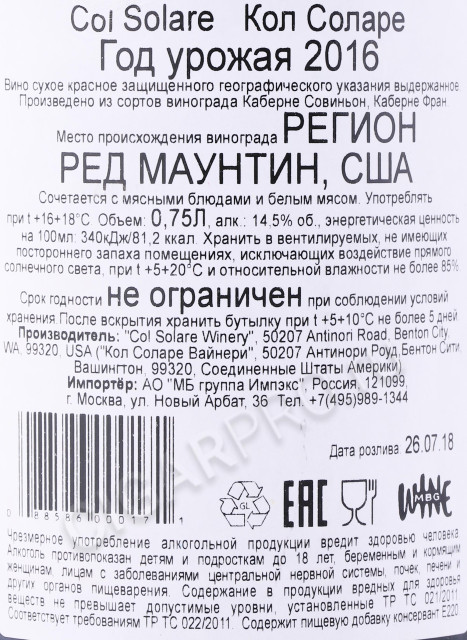 Col Solare Кол Соларе
Год урожая 2016
Вино сухое красное защищенного географического указания выдержанное.
Произведено из сортов винограда Каберне Совиньон, Каберне Фран
Место происхождения винограда РЕГИОН
РЕД МАУНТИН, США
Сочетается с мясными блюдами и белым мясом. Употреблять
при t +16+18°С. Объем: 0,75Л, алк.: 14,5% об., энергетическая ценность
на 100мл: 340кДж/81,2 ккал. Хранить в вентилируемых, не имеющих
постороннего запаха помещениях, исключающих воздействие прямого
солнечного света, при t +5+20°С и относительной влажности не более 85%.
Срок годности не ограничен при соблюдении условий
хранения.После вскрытия хранить бутылку при t +5+10°С не более 5 дней
Производитель: "Col Solare Winery", 50207 Antinori Road, Benton City,
WA, 99320, USA ("Кол Соларе Вайнери", 50207 Антинори Роуд,Бентон Сити,
Вашингтон, 99320, Соединенные Штаты Америки)
Импортёр: АО "МБ группа Импэкс", Россия, 121099,
г. Москва, ул. Новый Арбат, 36 Тел. +7(495)989-1344
Дата розлива 26.07.18
0 88586 00017 1
GL
EAC
WINE
MBG
CIGARPRO.RU
Чрезмерное употребление алкогольной продукции вредит здоровью человека.
Алкоголь противопоказан детям и подросткам до 18 лет, беременным и кормящим
женщинам, лицам с заболеваниями центральной нервной системы, почек, печени и
других органов пищеварения. Содержание в продукции вредных для здоровья
веществ не превышает допустимые уровни, установленные ТР ТС 021/2011
Соответствует требованиям ТР ТС 022/2011. Содержит пищевую добавку консервант Е220